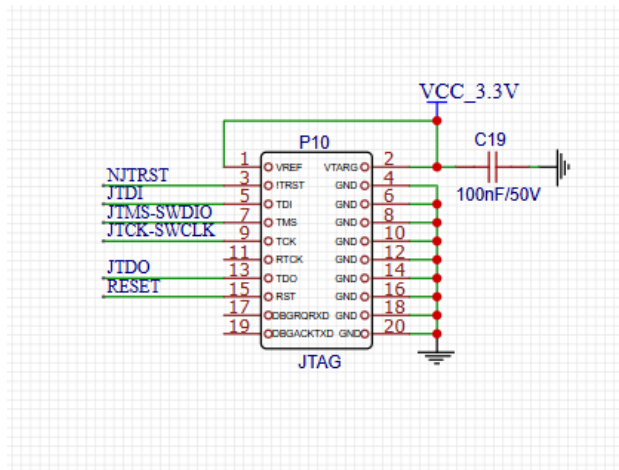 VCC_3.3V
P10
C19
100nF/50V
1 VREF VTARG 2
NJTRST 3 !TRST GND 4
JTDI 5 TDI GND 6
JTMS-SWDIO 7 TMS GND 8
JTCK-SWCLK 9 TCK GND 10
11 RTCK GND 12
JTDO 13 TDO GND 14
RESET 15 RST GND 16
17 DBGRQRXD GND 18
19 DBGACKTXD GND 20
JTAG